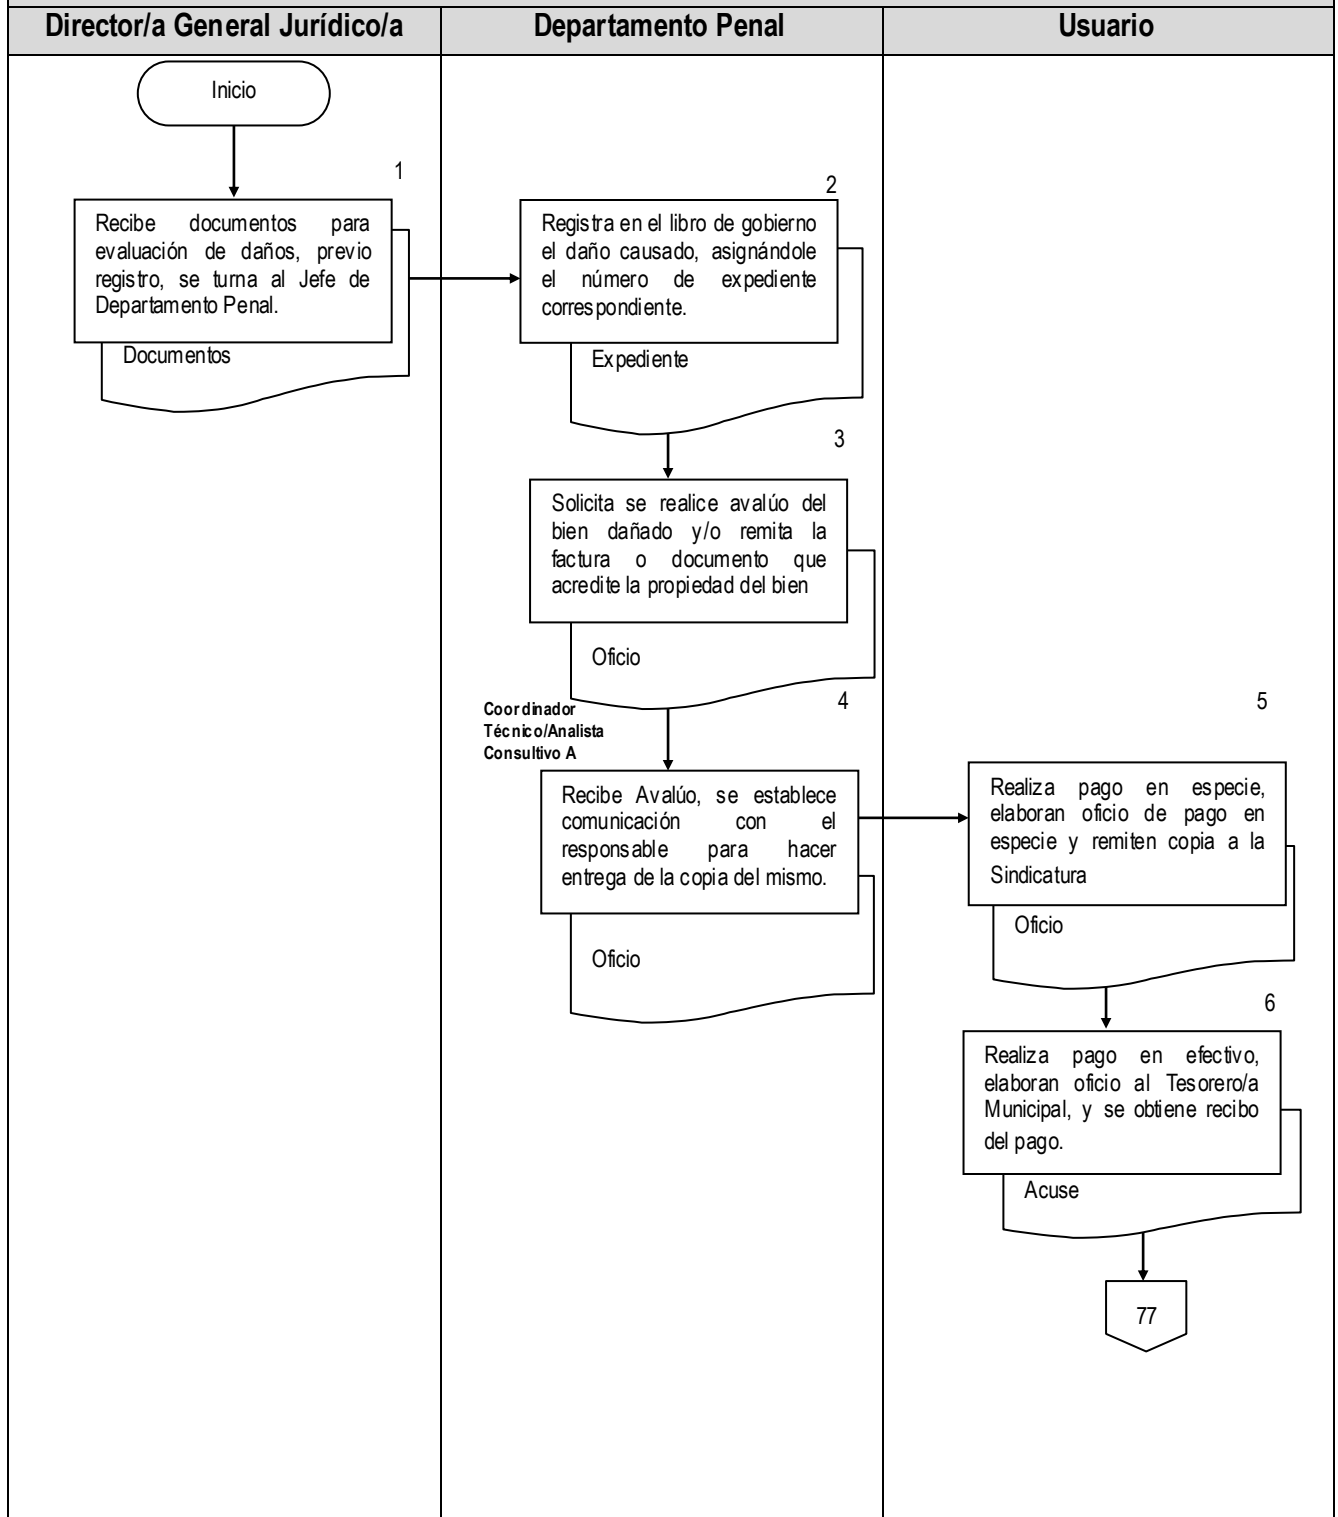 Director/a General Jurídico/a
Departamento Penal
Usuario
Inicio
1
Recibe documentos para
evaluación de daños, previo
registro, se turna al Jefe de
Departamento Penal.
Documentos
2
Registra en el libro de gobierno
el daño causado, asignándole
el número de expediente
correspondiente.
Expediente
3
Solicita se realice avalúo del
bien dañado y/o remita la
factura o documento que
acredite la propiedad del bien
Oficio
4
Coordinador
Técnico/Analista
Consultivo A
Recibe Avalúo, se establece
comunicación con el
responsable para hacer
entrega de la copia del mismo.
Oficio
5
Realiza pago en especie,
elaboran oficio de pago en
especie y remiten copia a la
Sindicatura
Oficio
6
Realiza pago en efectivo,
elaboran oficio al Tesorero/a
Municipal, y se obtiene recibo
del pago.
Acuse
77